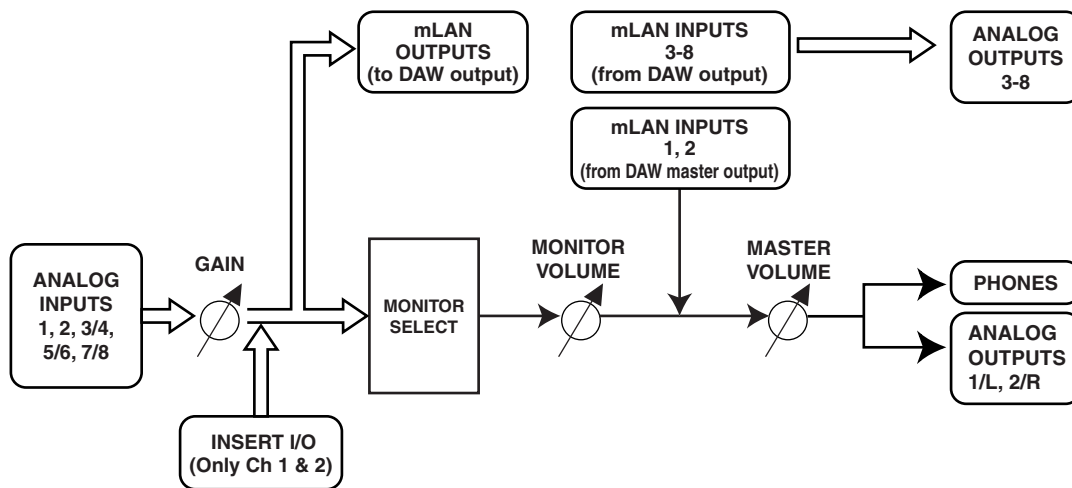 mLAN
OUTPUTS
(to DAW output)
mLAN INPUTS
3-8
(from DAW output)
ANALOG
OUTPUTS
3-8
mLAN INPUTS
1, 2
(from DAW master output)
ANALOG
INPUTS
1, 2, 3/4,
5/6, 7/8
GAIN
MONITOR
SELECT
MONITOR
VOLUME
MASTER
VOLUME
PHONES
ANALOG
OUTPUTS
1/L, 2/R
INSERT I/O
(Only Ch 1 & 2)